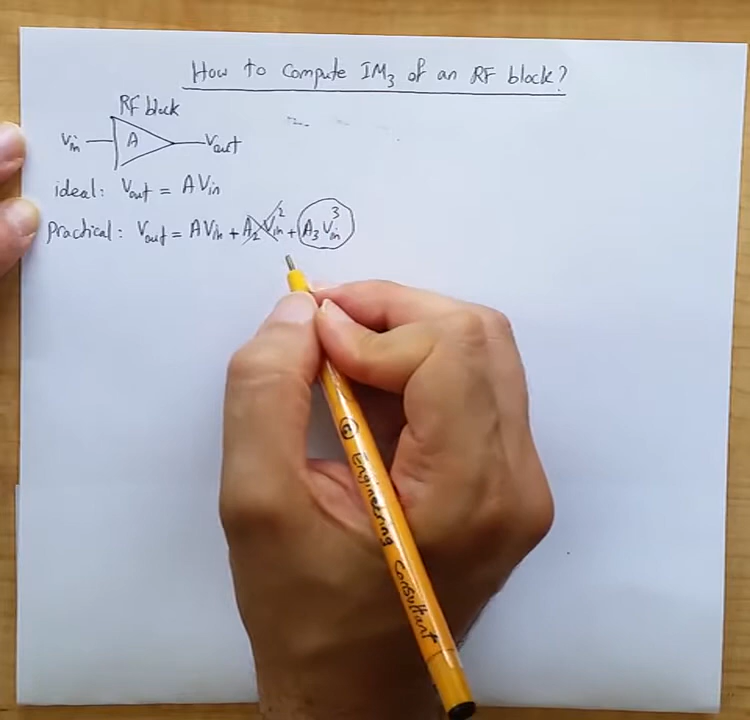 How to Compute IM₃ of an RF block?
RF block
Vin A Vout
ideal: Vout = A Vin
Practical: Vout = A Vin + A₂ Vin² + A₃ Vin³
Engineering Consultant